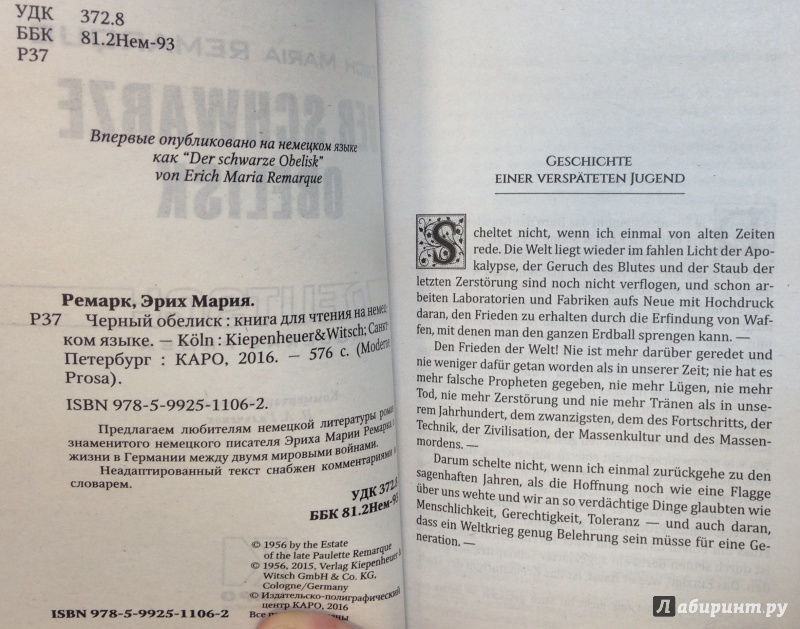 УДК 372.8
ББК 81.2Нем-93
Р37
Впервые опубликовано на немецком языке
как “Der schwarze Obelisk”
von Erich Maria Remarque
Ремарк, Эрих Мария.
Р37 Черный обелиск : книга для чтения на немец-
ком языке. — Köln : Kiepenheuer&Witsch; Санкт-
Петербург : КАРО, 2016. — 576 с. (Moderne
Prosa).
ISBN 978-5-9925-1106-2.
Предлагаем любителям немецкой литературы роман
знаменитого немецкого писателя Эриха Марии Ремарка
жизни в Германии между двумя мировыми войнами.
Неадаптированный текст снабжен комментариями и
словарем.
УДК 372.8
ББК 81.2Нем-93
© 1956 by the Estate
of the late Paulette Remarque
© 1956, 2015, Verlag Kiepenheuer &
Witsch GmbH & Co. KG.
Cologne/Germany
© Издательско-полиграфический
центр КАРО, 2016
ISBN 978-5-9925-1106-2
Все
GESCHICHTE
EINER VERSPÄTETEN JUGEND
Scheltet nicht, wenn ich einmal von alten Zeiten
rede. Die Welt liegt wieder im fahlen Licht der Apo-
kalypse, der Geruch des Blutes und der Staub der
letzten Zerstörung sind noch nicht verflogen, und schon ar-
beiten Laboratorien und Fabriken aufs Neue mit Hochdruck
daran, den Frieden zu erhalten durch die Erfindung von Waf-
fen, mit denen man den ganzen Erdball sprengen kann. —
Den Frieden der Welt! Nie ist mehr darüber geredet und
nie weniger dafür getan worden als in unserer Zeit; nie hat es
mehr falsche Propheten gegeben, nie mehr Lügen, nie mehr
Tod, nie mehr Zerstörung und nie mehr Tränen als in unse-
rem Jahrhundert, dem zwanzigsten, dem des Fortschritts, der
Technik, der Zivilisation, der Massenkultur und des Massen-
mordens. —
Darum schelte nicht, wenn ich einmal zurückgehe zu den
sagenhaften Jahren, als die Hoffnung noch wie eine Flagge
über uns wehte und wir an so verdächtige Dinge glaubten wie
Menschlichkeit, Gerechtigkeit, Toleranz — und auch daran,
dass ein Weltkrieg genug Belehrung sein müsse für eine Ge-
neration. —
Лабиринт.ру